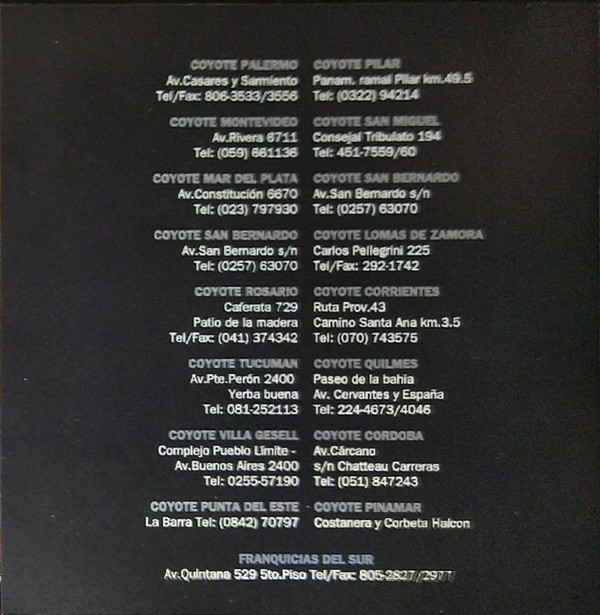 COYOTE PALERMO
Av.Casares y Sarmiento
Tel/Fax: 806-3533/3556
COYOTE MONTEVIDEO
Av.Rivera 6711
Tel: (059) 661136
COYOTE MAR DEL PLATA
Av.Constitución 6670
Tel: (023) 797930
COYOTE SAN BERNARDO
Av.San Bernardo s/n
Tel: (0257) 63070
COYOTE ROSARIO
Caferata 729
Patio de la madera
Tel/Fax: (041) 374342
COYOTE TUCUMAN
Av.Pte.Perón 2400
Yerba buena
Tel: 081-252113
COYOTE VILLA GESELL
Complejo Pueblo Límite -
Av.Buenos Aires 2400
Tel: 0255-57190
COYOTE PUNTA DEL ESTE -
La Barra Tel: (0842) 70797
COYOTE PILAR
Panam. ramal Pilar km.49.5
Tel: (0322) 94214
COYOTE SAN MIGUEL
Consejal Tribulato 194
Tel: 451-7559/60
COYOTE SAN BERNARDO
Av.San Bernardo s/n
Tel: (0257) 63070
COYOTE LOMAS DE ZAMORA
Carlos Pellegrini 225
Tel/Fax: 292-1742
COYOTE CORRIENTES
Ruta Prov.43
Camino Santa Ana km.3.5
Tel: (070) 743575
COYOTE QUILMES
Paseo de la bahia
Av. Cervantes y España
Tel: 224-4673/4046
COYOTE CORDOBA
Av.Cárcano
s/n Chatteau Carreras
Tel: (051) 847243
COYOTE PINAMAR
Costanera y Corbeta Halcon
FRANQUICIAS DEL SUR
Av.Quintana 529 5to.Piso Tel/Fax: 805-2827/2977